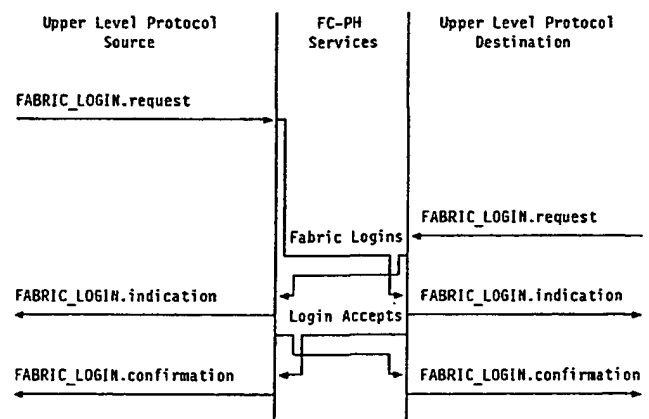 Upper Level Protocol
Source
FC-PH
Services
Upper Level Protocol
Destination
FABRIC_LOGIN.request
FABRIC_LOGIN.request
Fabric Logins
FABRIC_LOGIN.indication
FABRIC_LOGIN.indication
Login Accepts
FABRIC_LOGIN.confirmation
FABRIC_LOGIN.confirmation